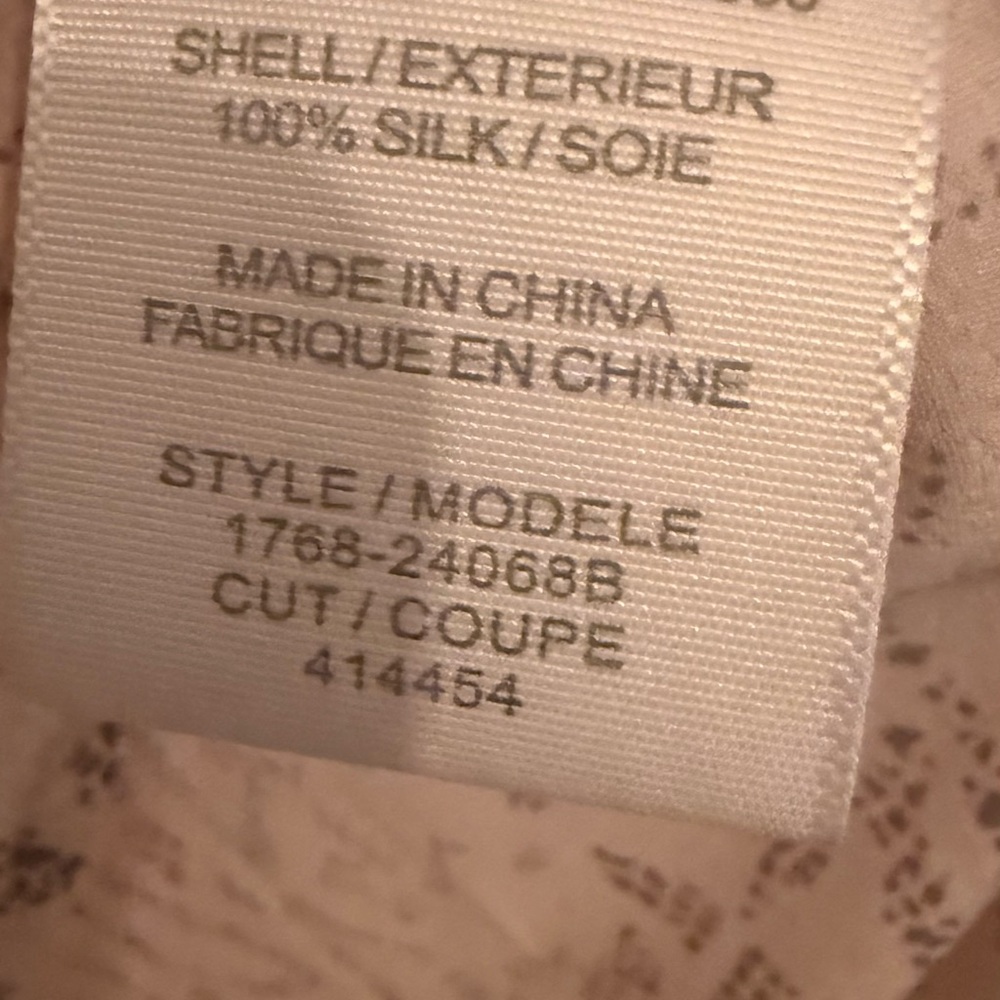 SHELL / EXTERIEUR
100% SILK / SOIE
MADE IN CHINA
FABRIQUE EN CHINE
STYLE / MODELE
1768-24068B
CUT / COUPE
414454